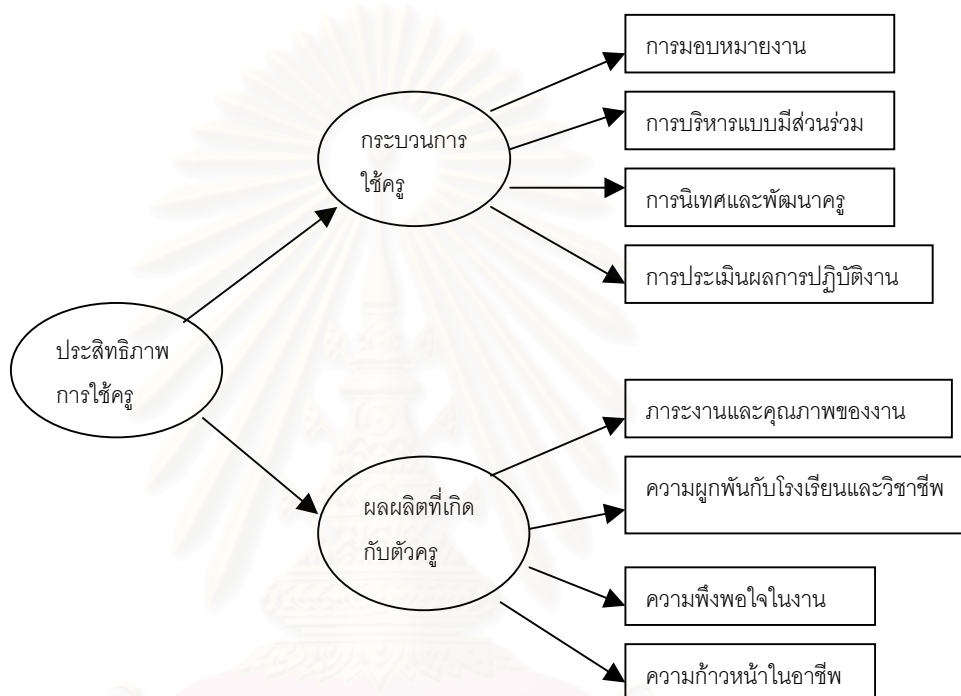 การมอบหมายงาน
การบริหารแบบมีส่วนร่วม
กระบวนการ
ใช้ครู
การนิเทศและพัฒนาครู
การประเมินผลการปฏิบัติงาน
ประสิทธิภาพ
การใช้ครู
ภาระงานและคุณภาพของงาน
ความผูกพันกับโรงเรียนและวิชาชีพ
ผลผลิตที่เกิด
กับตัวครู
ความพึงพอใจในงาน
ความก้าวหน้าในอาชีพ